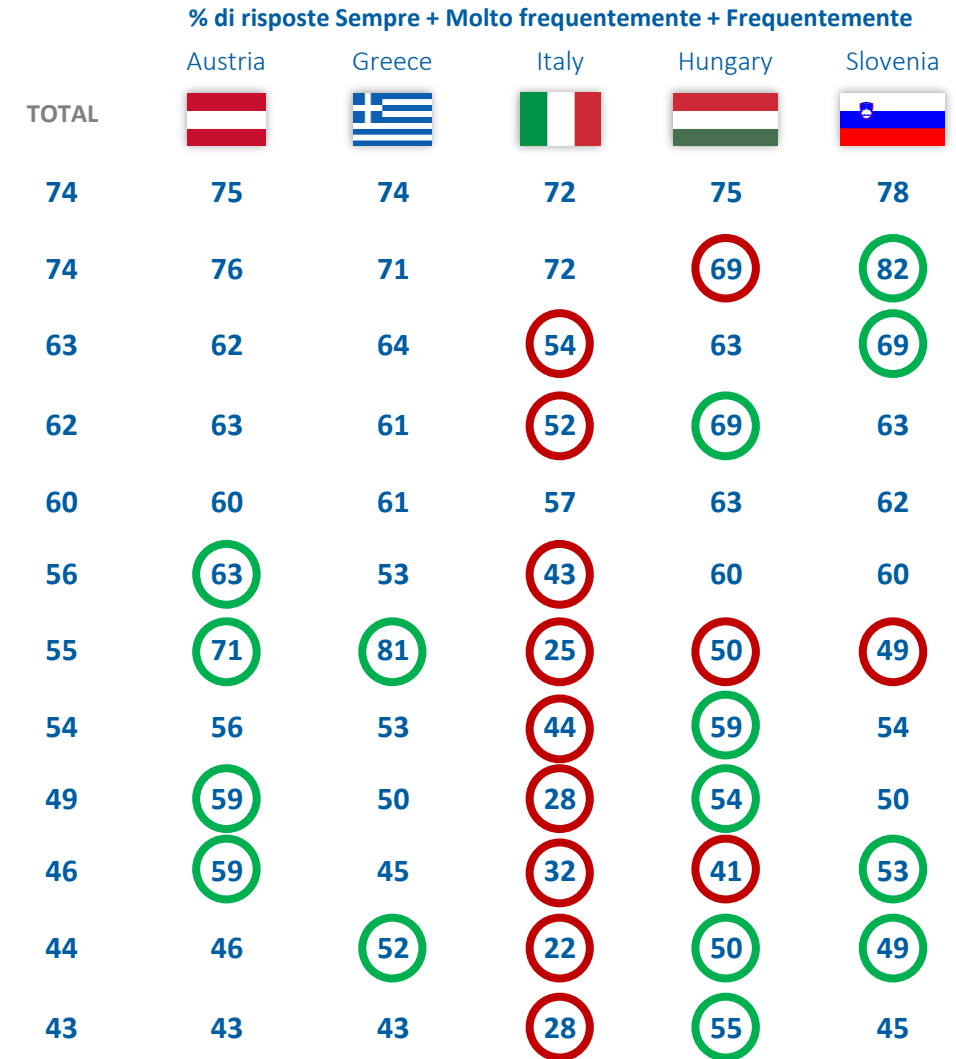 % di risposte Sempre + Molto frequentemente + Frequentemente
Austria Greece Italy Hungary Slovenia
TOTAL
74 75 74 72 75 78
74 76 71 72 69 82
63 62 64 54 63 69
62 63 61 52 69 63
60 60 61 57 63 62
56 63 53 43 60 60
55 71 81 25 50 49
54 56 53 44 59 54
49 59 50 28 54 50
46 59 45 32 41 53
44 46 52 22 50 49
43 43 43 28 55 45